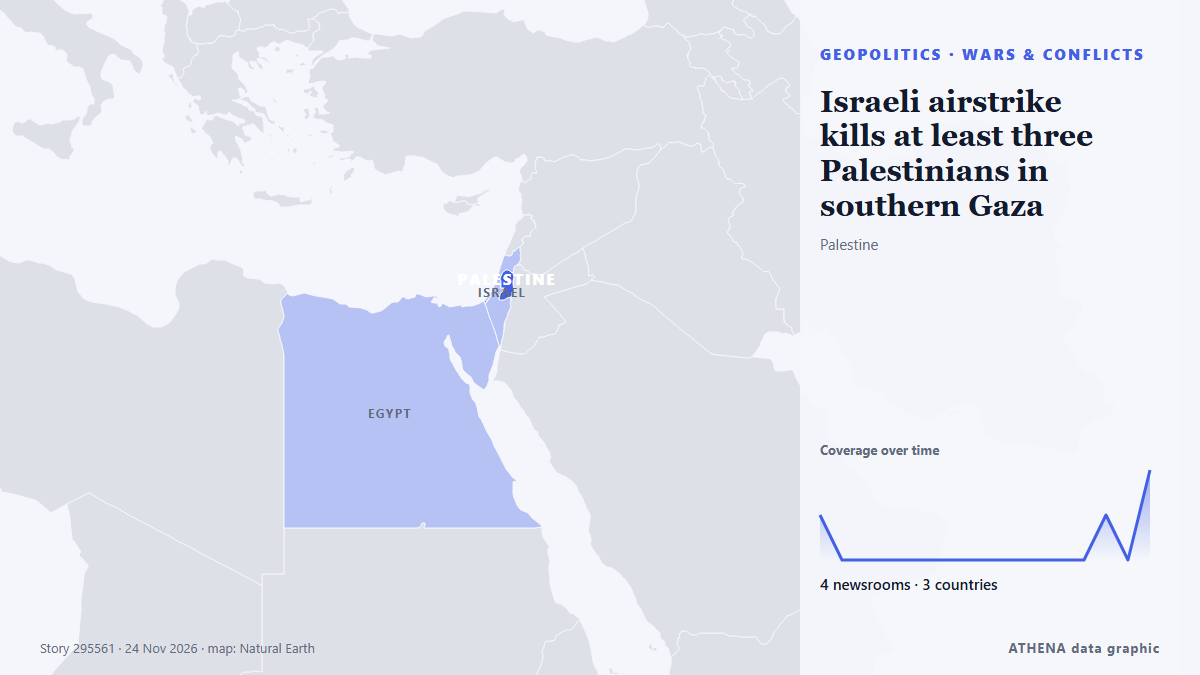 GEOPOLITICS · WARS & CONFLICTS
Israeli airstrike
kills at least three
Palestinians in
southern Gaza
Palestine
PALESTINE
ISRAEL
EGYPT
Coverage over time
4 newsrooms · 3 countries
Story 295561 · 24 Nov 2026 · map: Natural Earth
ATHENA data graphic